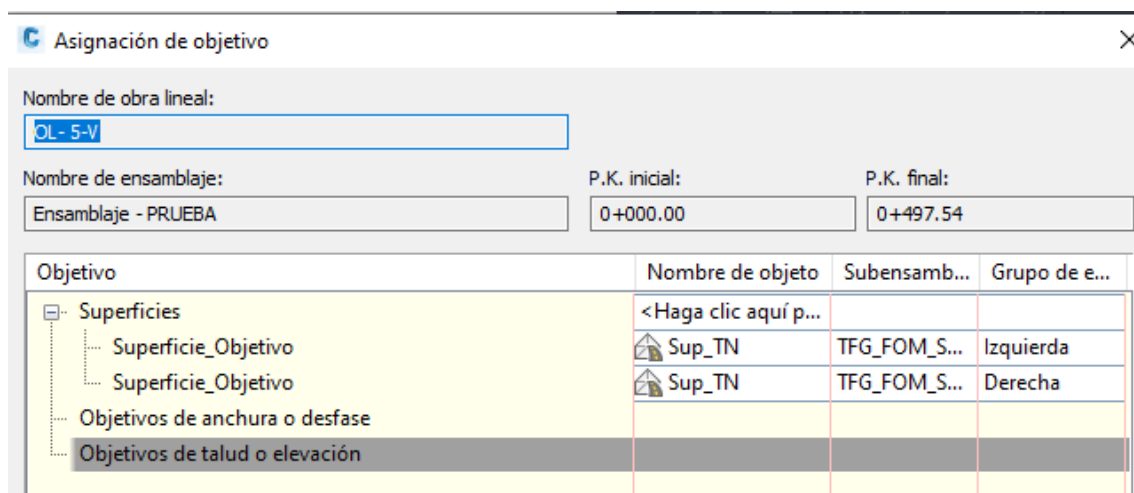 Asignación de objetivo
Nombre de obra lineal:
OL- 5-V
Nombre de ensamblaje: P.K. inicial: P.K. final:
Ensamblaje - PRUEBA 0+000.00 0+497.54
Objetivo Nombre de objeto Subensamb... Grupo de e...
Superficies <Haga clic aquí p...
Superficie_Objetivo Sup_TN TFG_FOM_S... Izquierda
Superficie_Objetivo Sup_TN TFG_FOM_S... Derecha
Objetivos de anchura o desfase
Objetivos de talud o elevación